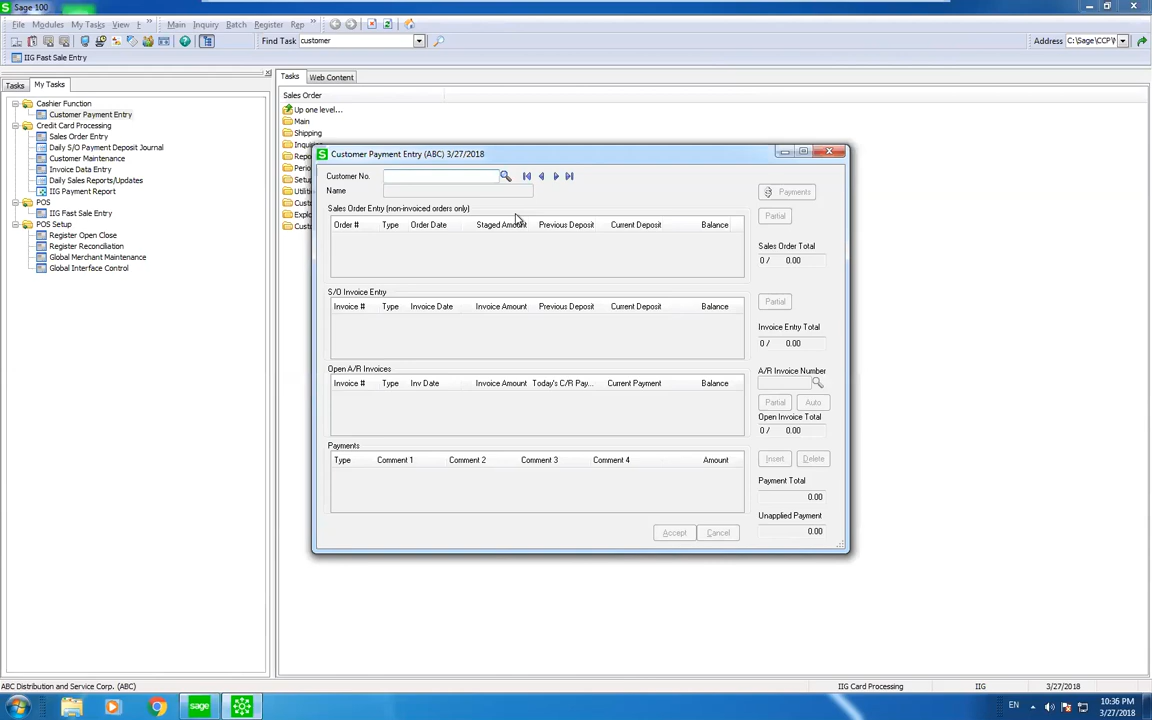 Sage 100
File Modules My Tasks View Main Inquiry Batch Register Rep
Find Task customer Address C:\Sage\CCP\N
IIG Fast Sale Entry
Tasks My Tasks
Cashier Function
Customer Payment Entry
Credit Card Processing
Sales Order Entry
Daily S/O Payment Deposit Journal
Customer Maintenance
Invoice Data Entry
Daily Sales Reports/Updates
IIG Payment Report
POS
IIG Fast Sale Entry
POS Setup
Register Open Close
Register Reconciliation
Global Merchant Maintenance
Global Interface Control
Tasks Web Content
Sales Order
Up one level...
Main
Shipping
Inqui
Repo
Perio
Setu
Utiliti
Cust
Explo
Cust
Customer Payment Entry (ABC) 3/27/2018
Customer No.
Name
Payments
Sales Order Entry (non-invoiced orders only)
Order # Type Order Date Staged Amount Previous Deposit Current Deposit Balance
Partial
Sales Order Total
0 / 0.00
S/O Invoice Entry
Invoice # Type Invoice Date Invoice Amount Previous Deposit Current Deposit Balance
Partial
Invoice Entry Total
0 / 0.00
Open A/R Invoices
Invoice # Type Inv Date Invoice Amount Today's C/R Pay... Current Payment Balance
A/R Invoice Number
Partial Auto
Open Invoice Total
0 / 0.00
Payments
Type Comment 1 Comment 2 Comment 3 Comment 4 Amount
Insert Delete
Payment Total
0.00
Unapplied Payment
0.00
Accept Cancel
ABC Distribution and Service Corp. (ABC) IIG Card Processing IIG 3/27/2018
sage EN 10:36 PM
3/27/2018